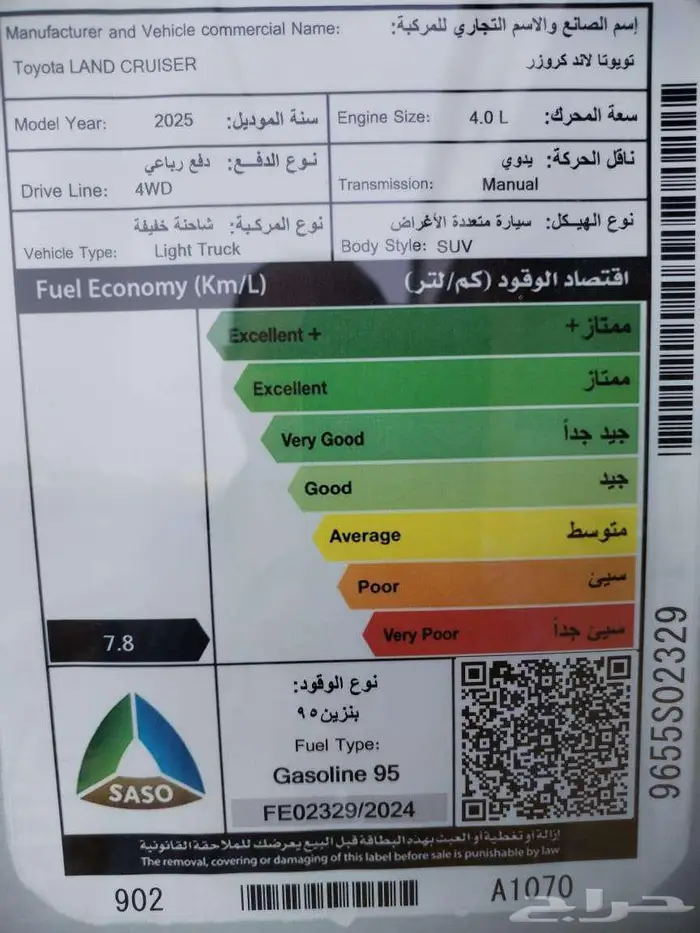 إسم الصانع والاسم التجاري للمركبة:
Manufacturer and Vehicle commercial Name:
تويوتا لاند كروزر
Toyota LAND CRUISER
Model Year: 2025 سنة الموديل:
Engine Size: 4.0 L سعة المحرك:
نوع الدفـــع: دفع رباعي
Drive Line: 4WD
ناقل الحركة: يدوي
Transmission: Manual
نوع المركبـة: شاحنة خفيفة
Vehicle Type: Light Truck
نوع الهيكل: سيارة متعددة الأغراض
Body Style: SUV
Fuel Economy (Km/L) اقتصاد الوقود (كم/لتر)
Excellent + ممتاز +
Excellent ممتاز
Very Good جيد جداً
Good جيد
Average متوسط
Poor سيئ
Very Poor سيئ جداً
7.8
SASO
نوع الوقود:
بنزين ٩٥
Fuel Type:
Gasoline 95
FE02329/2024
إزالة أو تغطية أو العبث بهذه البطاقة قبل البيع يعرضك للملاحقة القانونية
The removal, covering or damaging of this label before sale is punishable by law
902
A1070
9655S02329
حراج